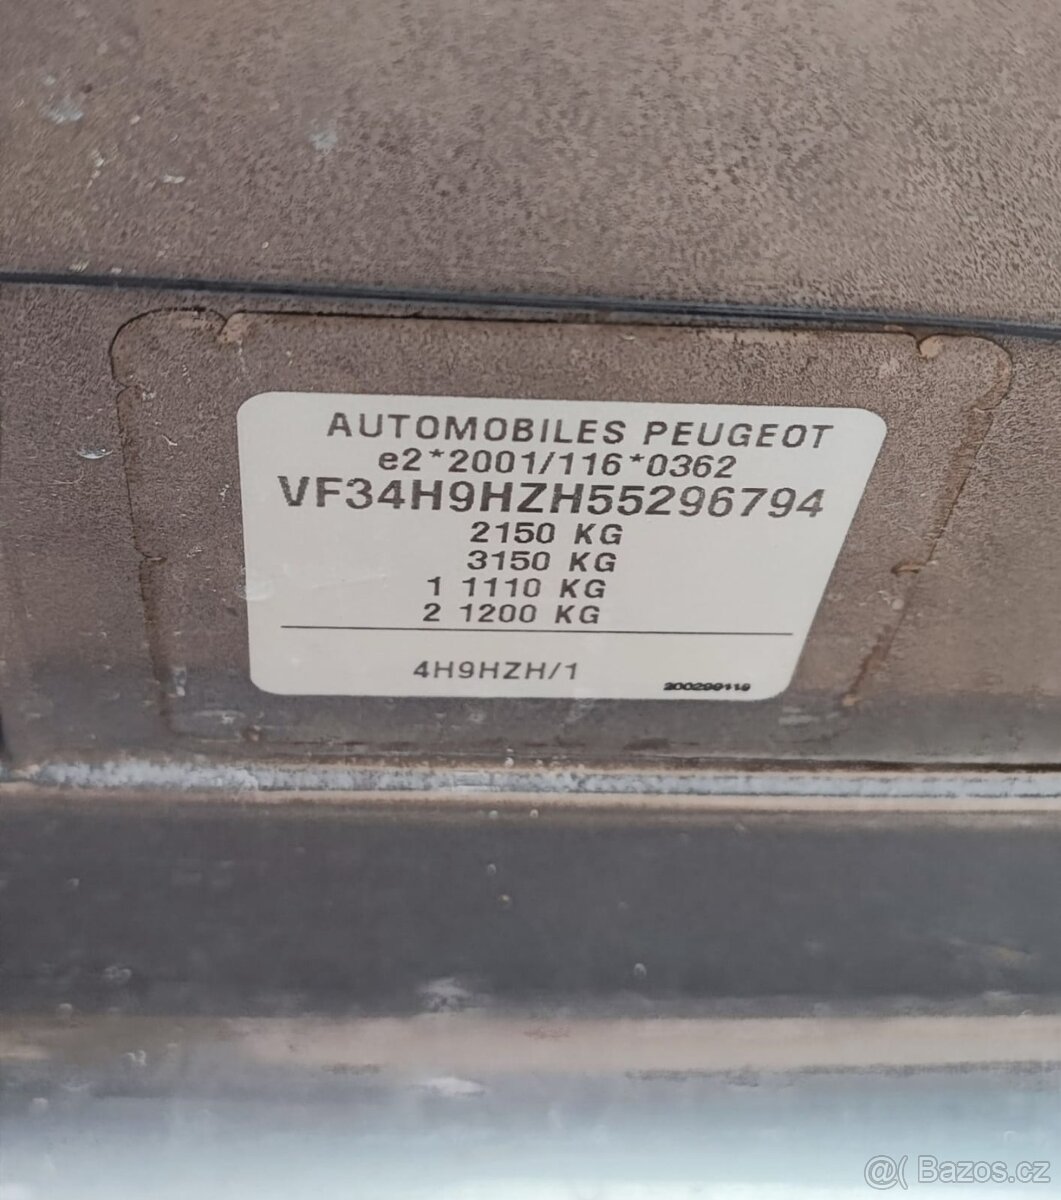 AUTOMOBILES PEUGEOT
e2*2001/116*0362
VF34H9HZH55296794
2150 KG
3150 KG
1 1110 KG
2 1200 KG
4H9HZH/1
@( Bazos.cz